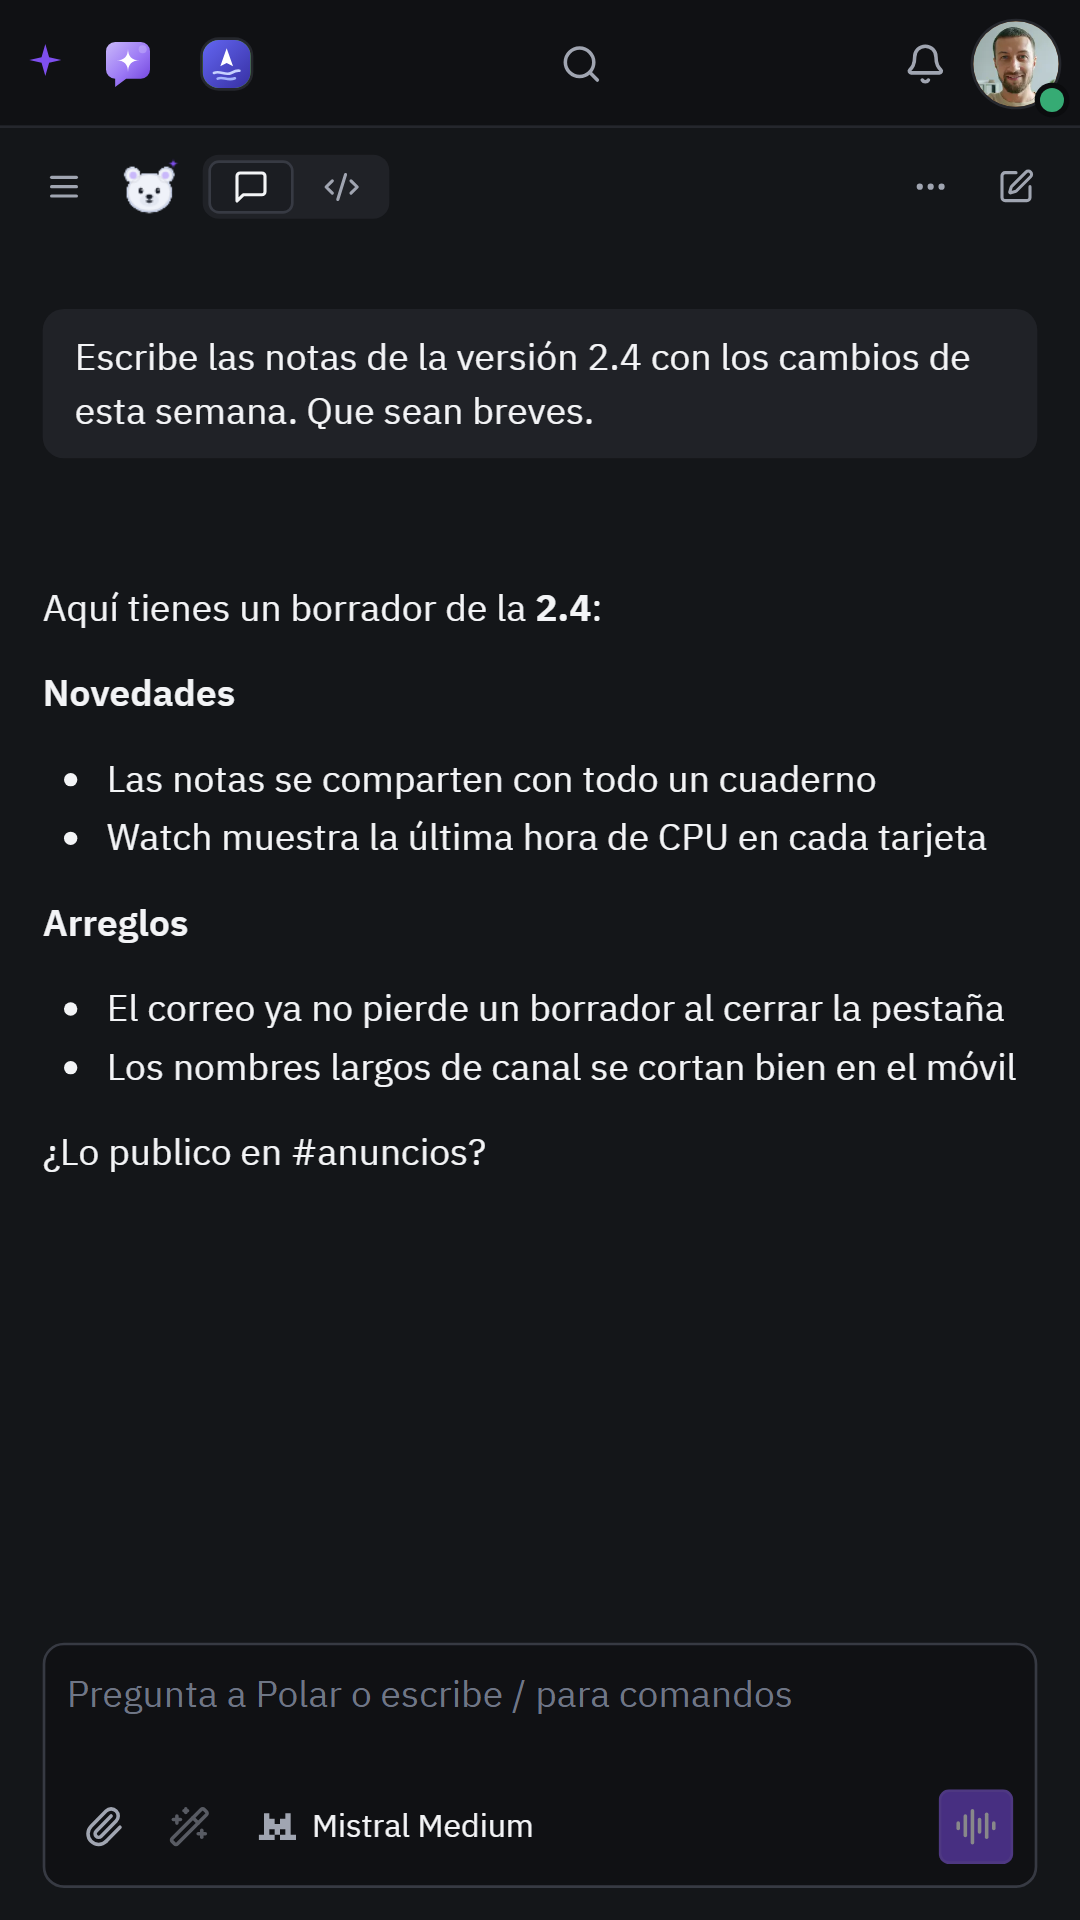 Escribe las notas de la versión 2.4 con los cambios de
esta semana. Que sean breves.
Aquí tienes un borrador de la 2.4:
Novedades
Las notas se comparten con todo un cuaderno
Watch muestra la última hora de CPU en cada tarjeta
Arreglos
El correo ya no pierde un borrador al cerrar la pestaña
Los nombres largos de canal se cortan bien en el móvil
¿Lo publico en #anuncios?
Pregunta a Polar o escribe / para comandos
Mistral Medium